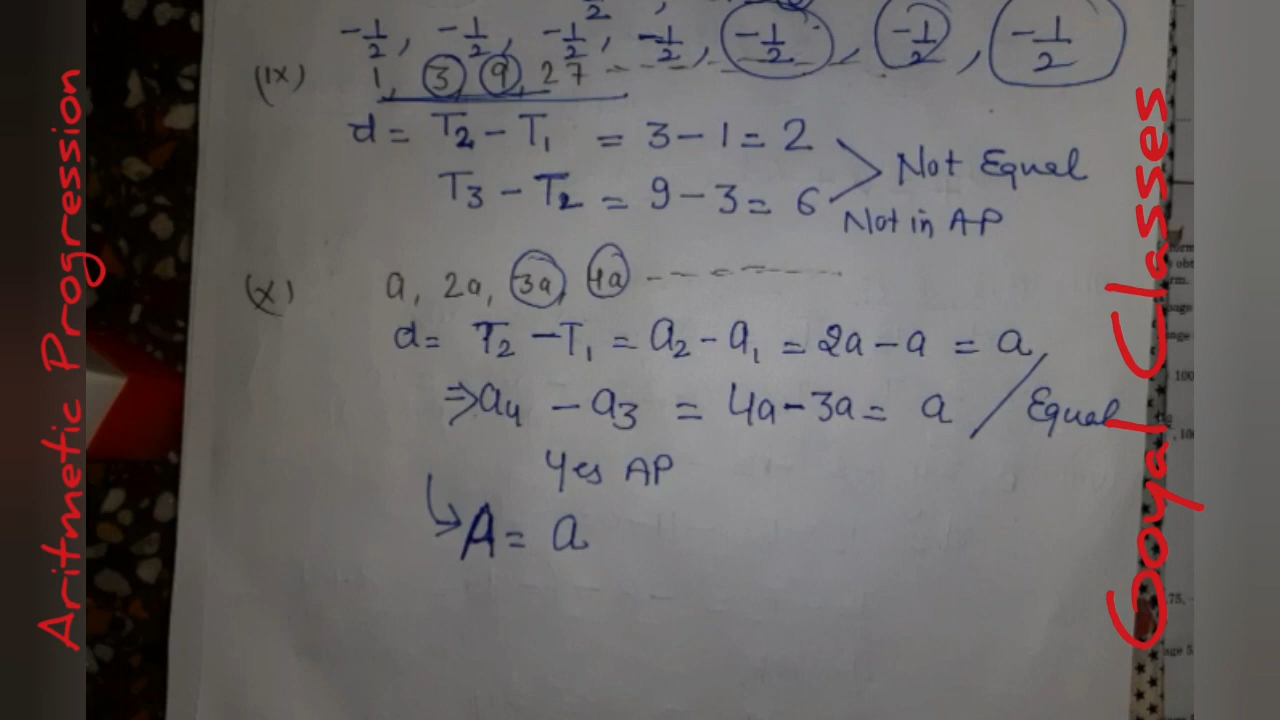 Aritmetic Progression
-1/2, -1/2, -1/2, -1/2, -1/2, -1/2, -1/2
(ix) 1, 3, 9, 27 -----
d = T₂ - T₁ = 3-1 = 2
T₃ - T₂ = 9-3 = 6
Not Equal
Not in AP
(x) a, 2a, 3a, 4a -------
d = T₂ - T₁ = a₂ - a₁ = 2a-a = a
⇒ a₄ - a₃ = 4a-3a = a / Equal
Yes AP
↳ A = a
Goyal Classes
100